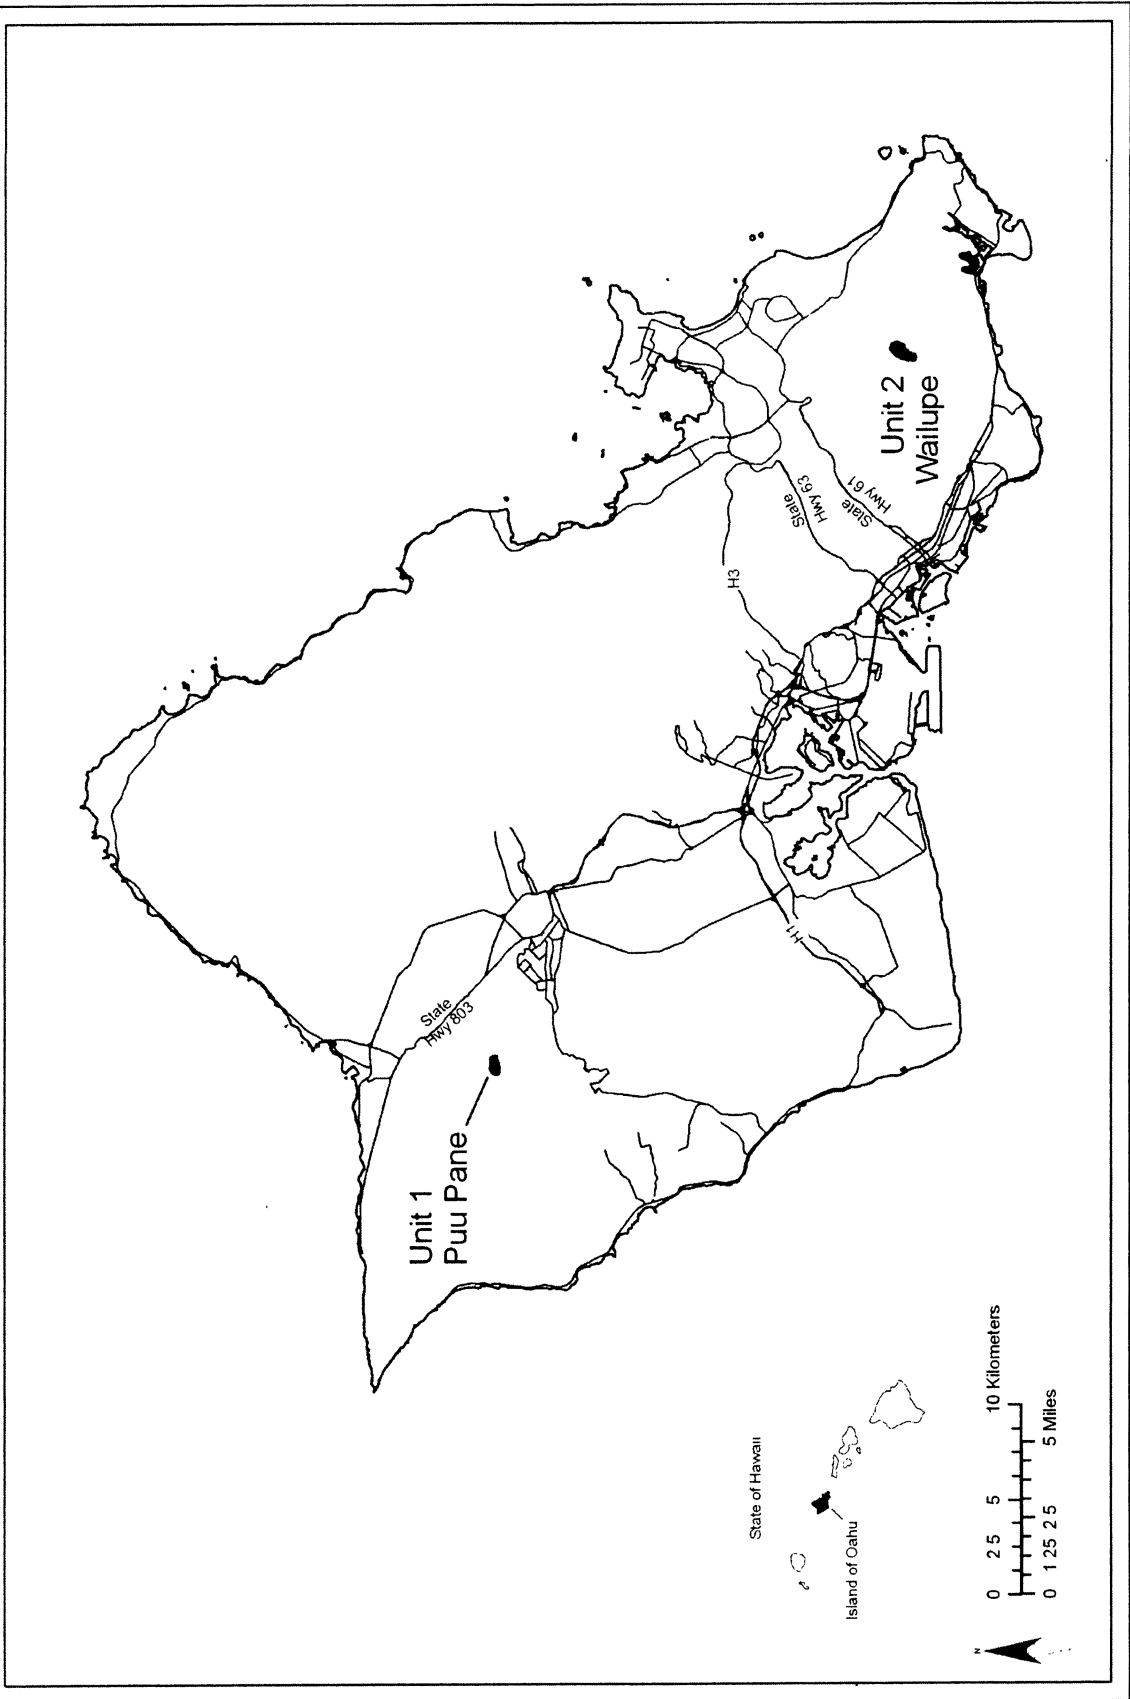 Unit 1
Puu Pane
State
Hwy 803
H1
H3
State
Hwy 63
State
Hwy 61
Unit 2
Wailupe
State of Hawaii
Island of Oahu
N
0 2 5 5 10 Kilometers
0 1 25 2 5 5 Miles